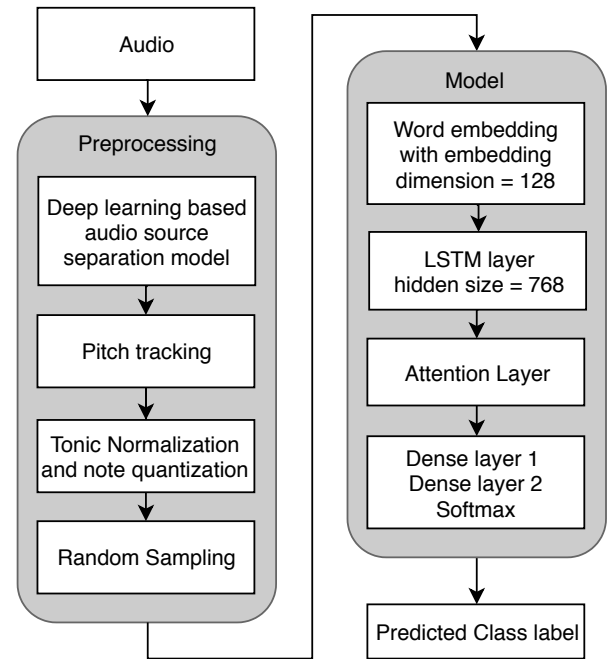 Audio
Preprocessing
Deep learning based
audio source
separation model
Pitch tracking
Tonic Normalization
and note quantization
Random Sampling
Model
Word embedding
with embedding
dimension = 128
LSTM layer
hidden size = 768
Attention Layer
Dense layer 1
Dense layer 2
Softmax
Predicted Class label